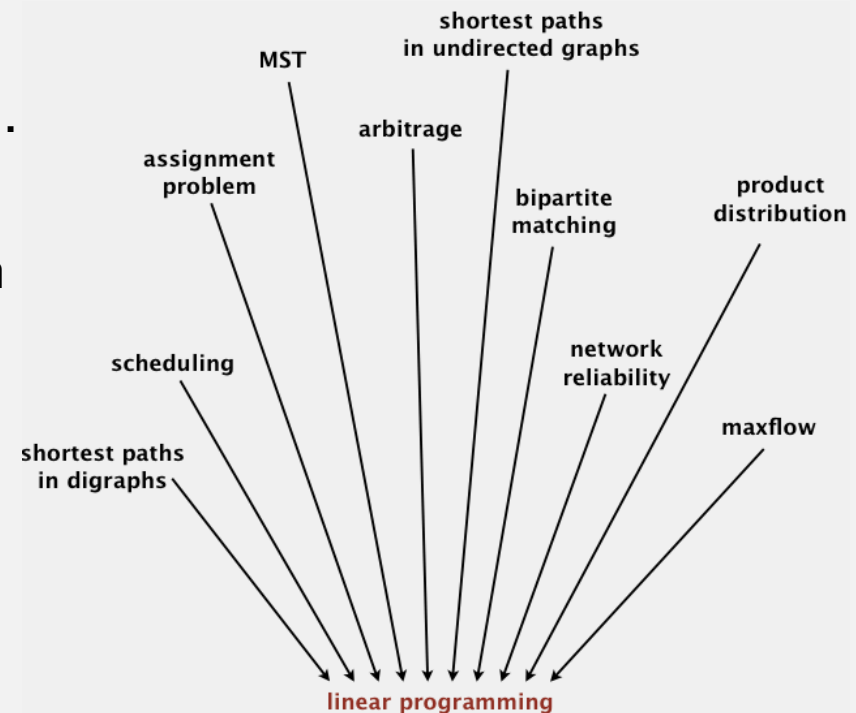 shortest paths
in undirected graphs
MST
arbitrage
.
assignment
problem
product
distribution
bipartite
matching
network
reliability
scheduling
maxflow
shortest paths
in digraphs
linear programming